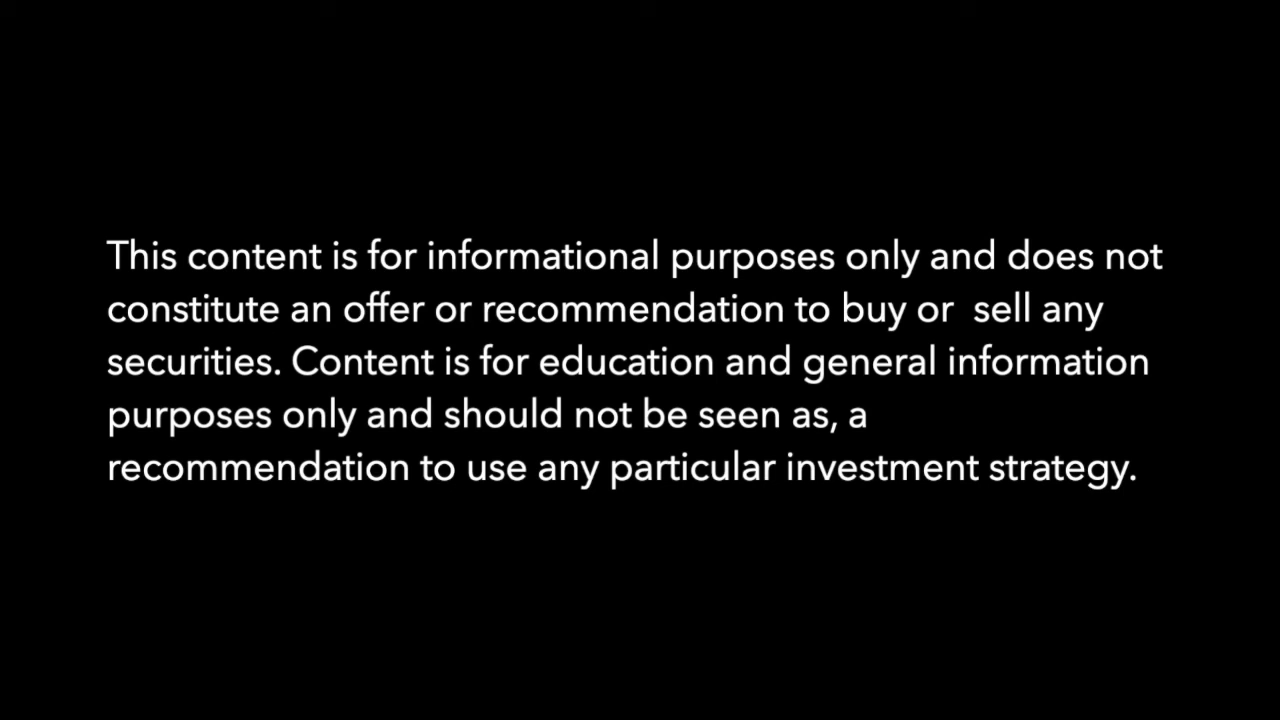 This content is for informational purposes only and does not
constitute an offer or recommendation to buy or  sell any
securities. Content is for education and general information
purposes only and should not be seen as, a
recommendation to use any particular investment strategy.